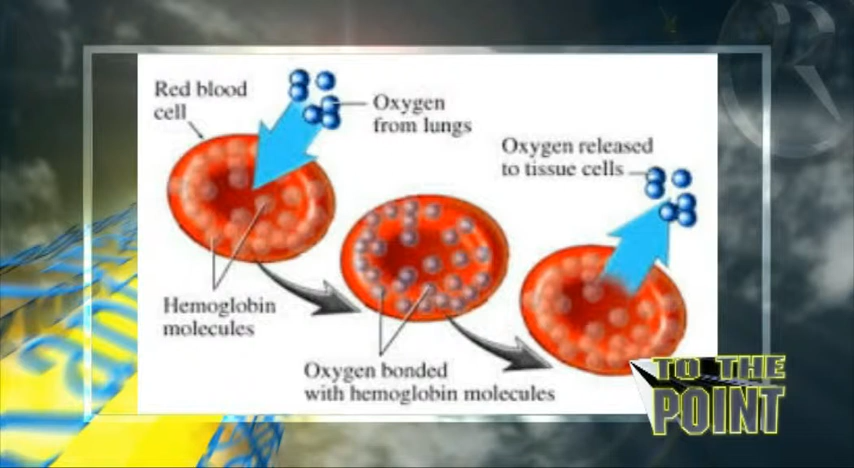 Red blood
cell
Oxygen
from lungs
Oxygen released
to tissue cells
Hemoglobin
molecules
Oxygen bonded
with hemoglobin molecules
TO THE
POINT